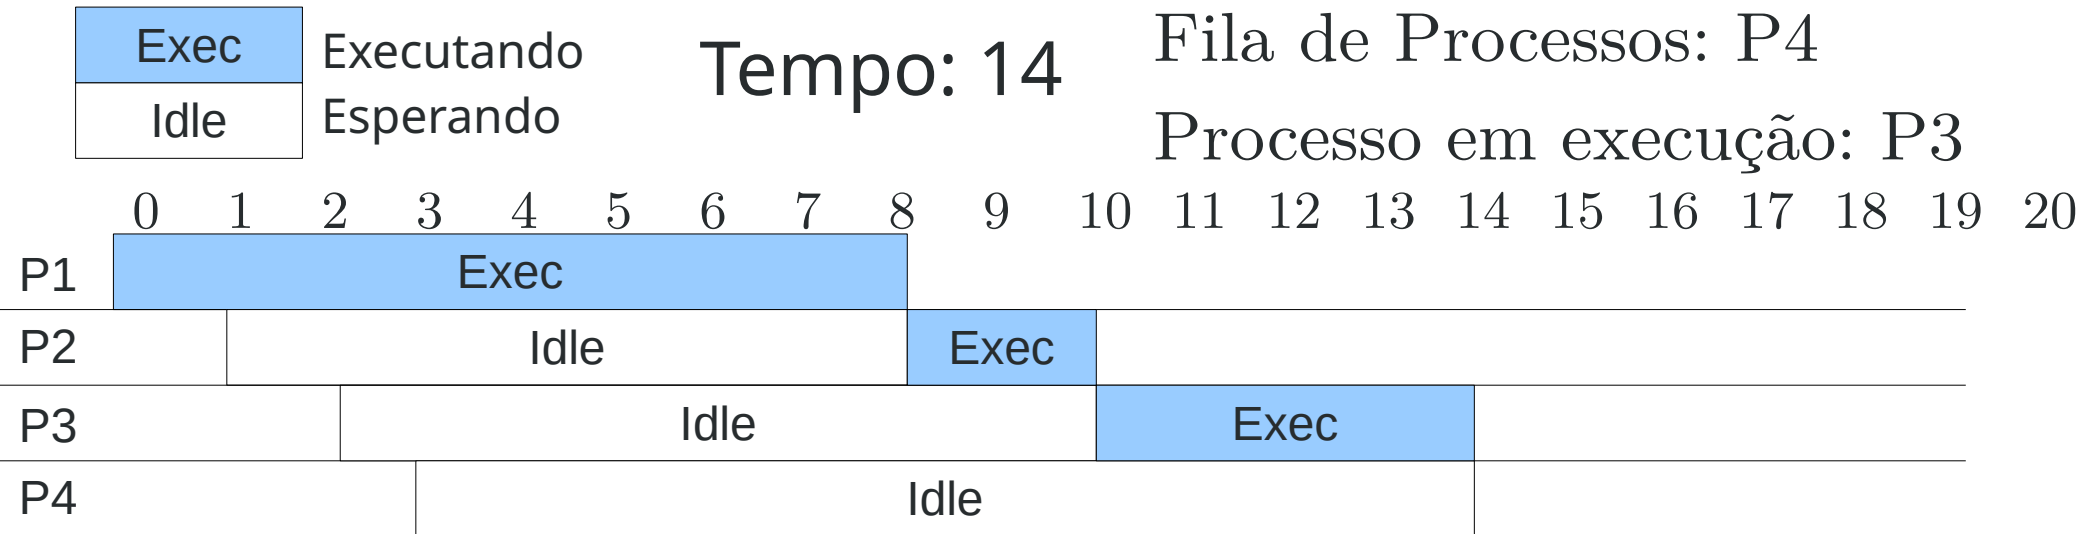 Exec Executando
Idle Esperando
Tempo: 14
Fila de Processos: P4
Processo em execução: P3
0 1 2 3 4 5 6 7 8 9 10 11 12 13 14 15 16 17 18 19 20
P1 Exec
P2 Idle Exec
P3 Idle Exec
P4 Idle